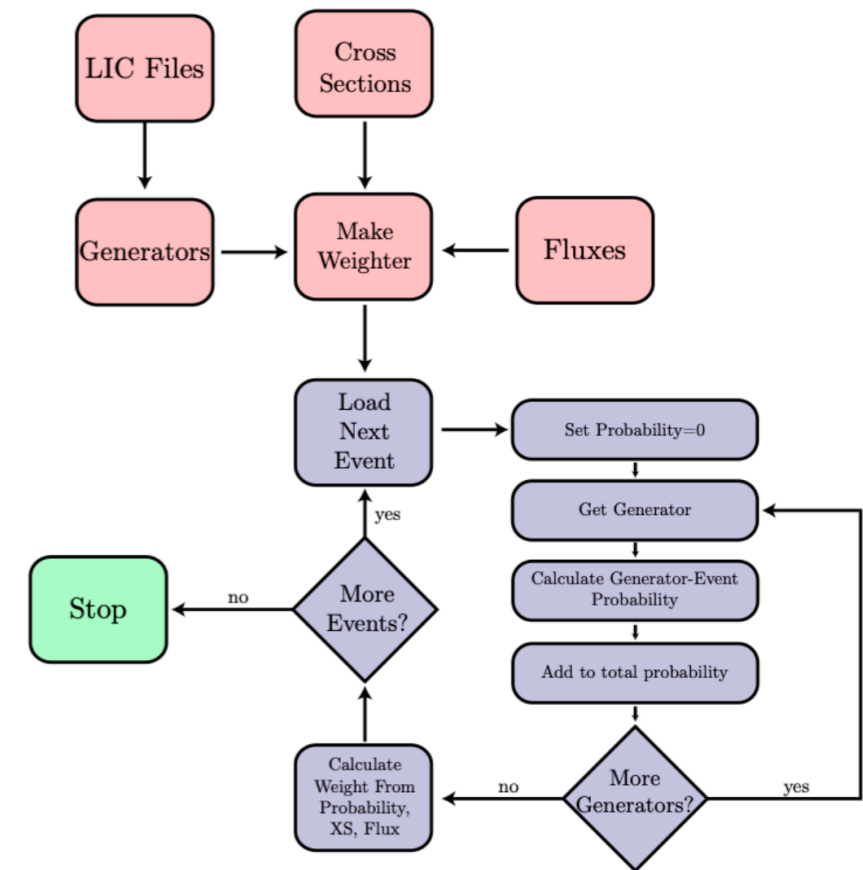 LIC Files
Cross
Sections
Generators
Make
Weighter
Fluxes
Load
Next
Event
Set Probability=0
Get Generator
Calculate Generator-Event
Probability
Add to total probability
More
Generators?
yes
no
Calculate
Weight From
Probability,
XS, Flux
More
Events?
yes
no
Stop